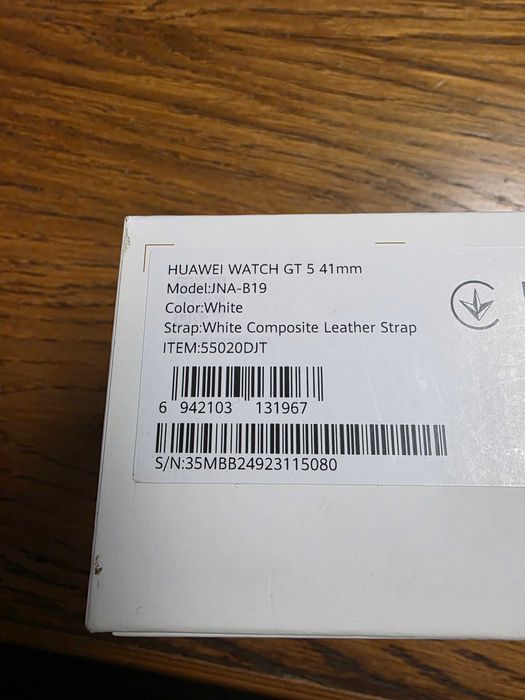 HUAWEI WATCH GT 5 41mm
Model:JNA-B19
Color:White
Strap:White Composite Leather Strap
ITEM:55020DJT
6 942103 131967
S/N:35MBB24923115080